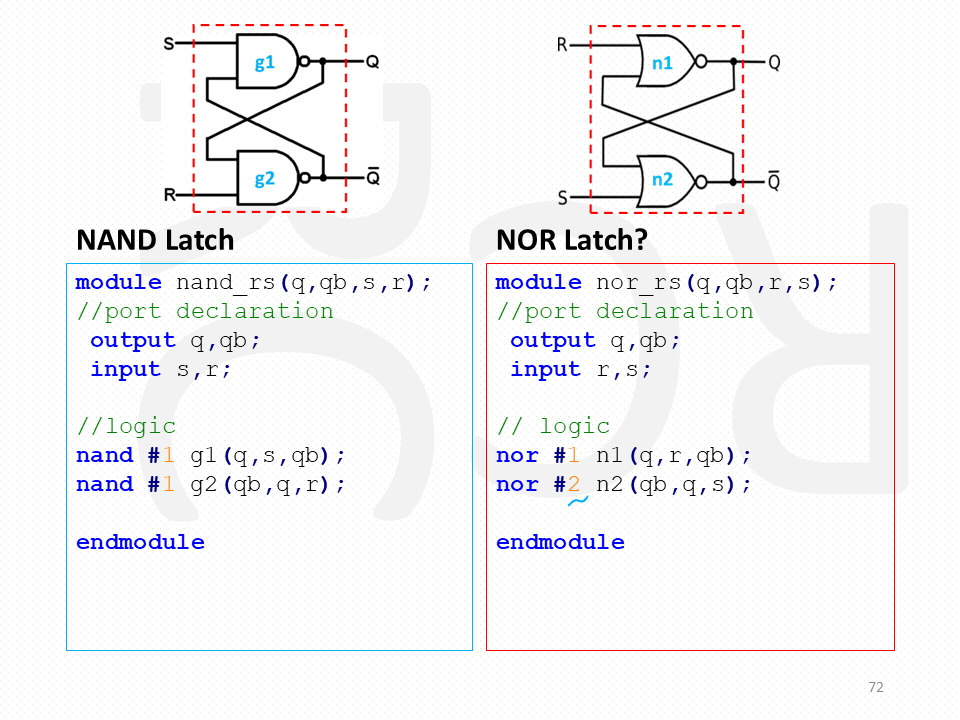 S
g1
Q
g2
R
Q̅
R
n1
Q
n2
S
Q̅
NAND Latch
module nand_rs(q,qb,s,r);
//port declaration
output q,qb;
input s,r;
//logic
nand #1 g1(q,s,qb);
nand #1 g2(qb,q,r);
endmodule
NOR Latch?
module nor_rs(q,qb,r,s);
//port declaration
output q,qb;
input r,s;
// logic
nor #1 n1(q,r,qb);
nor #2 n2(qb,q,s);
endmodule
72